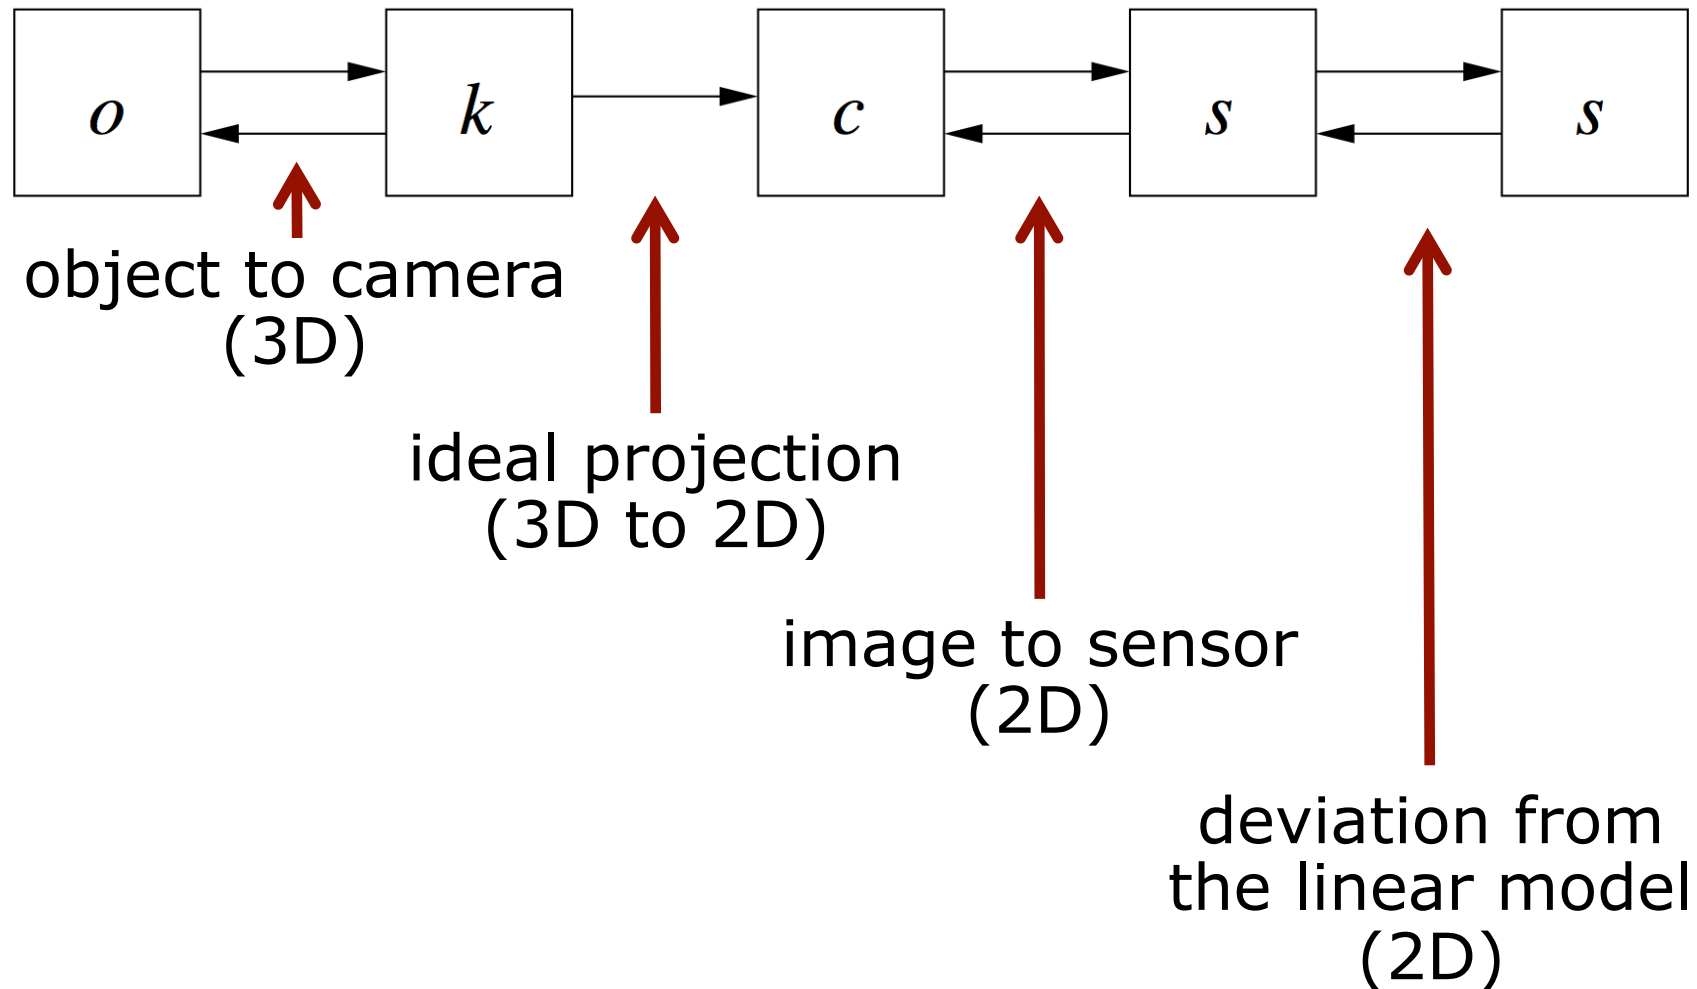 o k c s s
object to camera
(3D)
ideal projection
(3D to 2D)
image to sensor
(2D)
deviation from
the linear model
(2D)